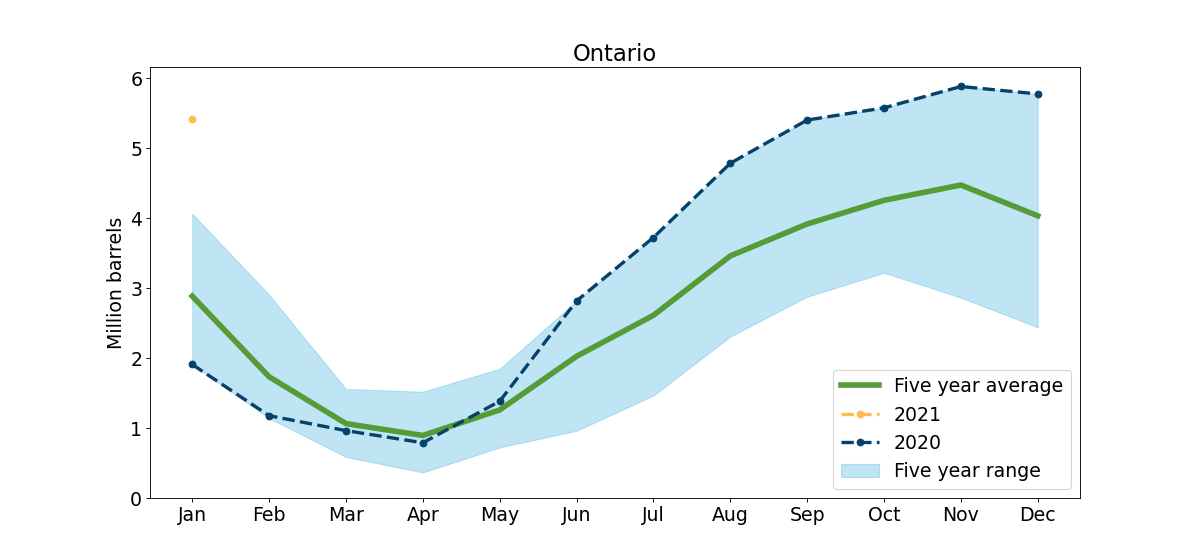 Ontario
Million barrels
6
5
4
3
2
1
0
Jan Feb Mar Apr May Jun Jul Aug Sep Oct Nov Dec
Five year average
2021
2020
Five year range